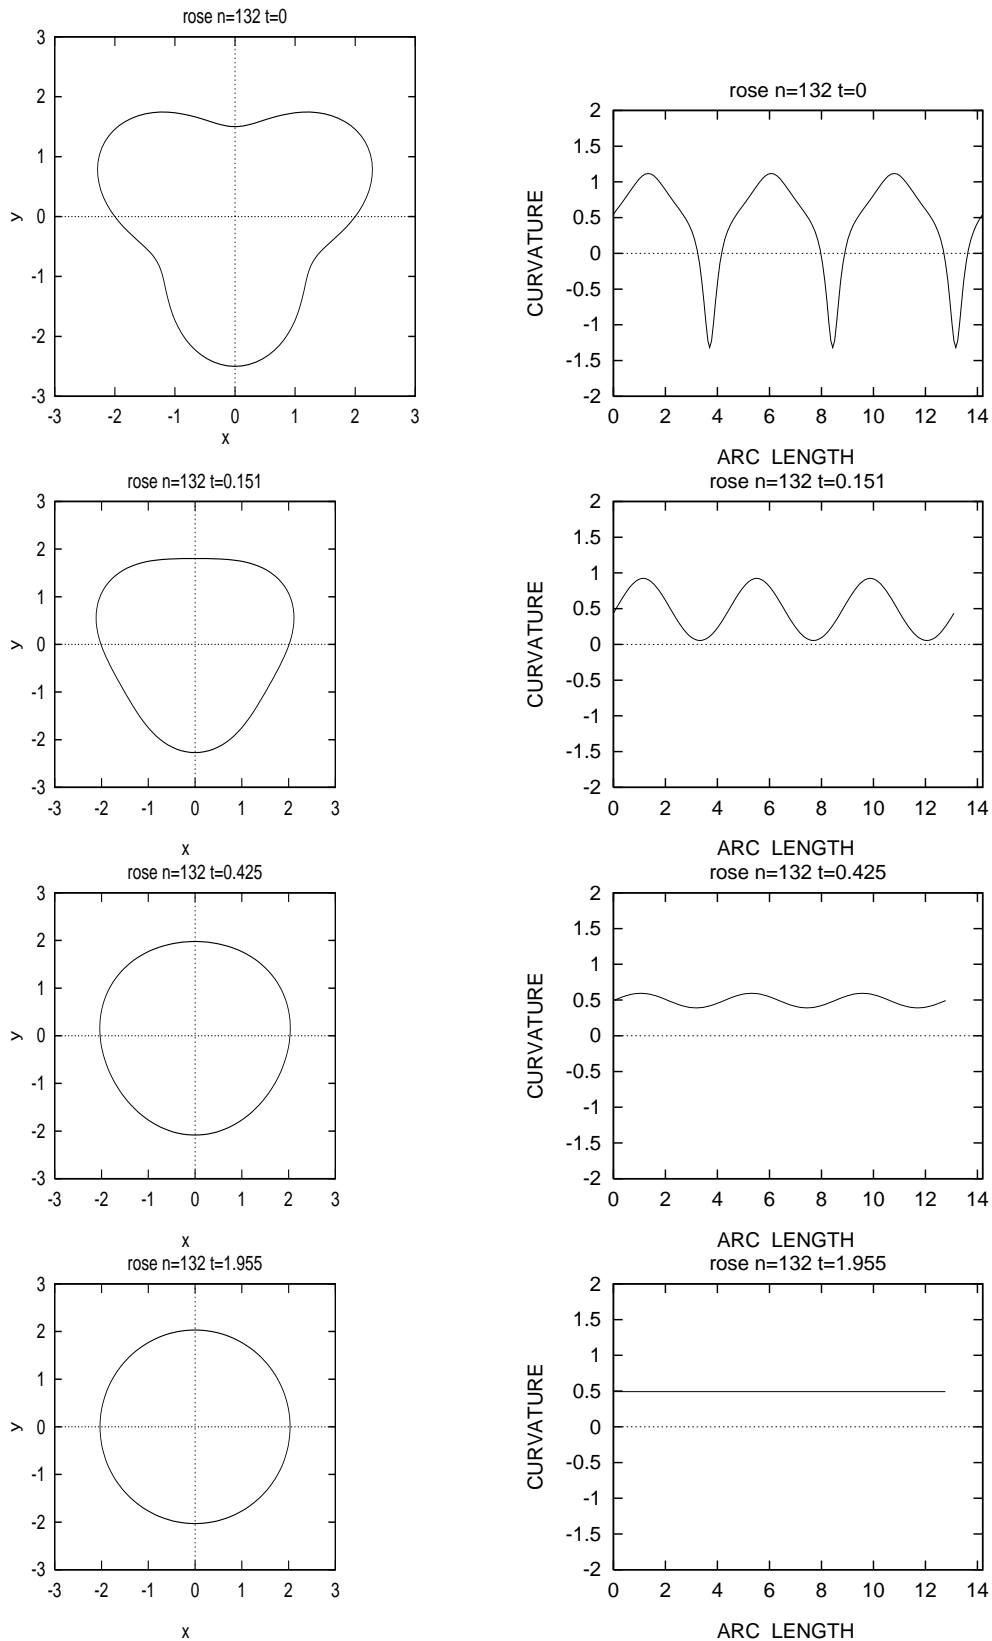 rose n=132 t=0
3
2
1
0
-1
-2
-3
y
-3 -2 -1 0 1 2 3
x
rose n=132 t=0
2
1.5
1
0.5
0
-0.5
-1
-1.5
-2
CURVATURE
0 2 4 6 8 10 12 14
ARC LENGTH
rose n=132 t=0.151
3
2
1
0
-1
-2
-3
y
-3 -2 -1 0 1 2 3
x
rose n=132 t=0.151
2
1.5
1
0.5
0
-0.5
-1
-1.5
-2
CURVATURE
0 2 4 6 8 10 12 14
ARC LENGTH
rose n=132 t=0.425
3
2
1
0
-1
-2
-3
y
-3 -2 -1 0 1 2 3
x
rose n=132 t=0.425
2
1.5
1
0.5
0
-0.5
-1
-1.5
-2
CURVATURE
0 2 4 6 8 10 12 14
ARC LENGTH
rose n=132 t=1.955
3
2
1
0
-1
-2
-3
y
-3 -2 -1 0 1 2 3
x
rose n=132 t=1.955
2
1.5
1
0.5
0
-0.5
-1
-1.5
-2
CURVATURE
0 2 4 6 8 10 12 14
ARC LENGTH